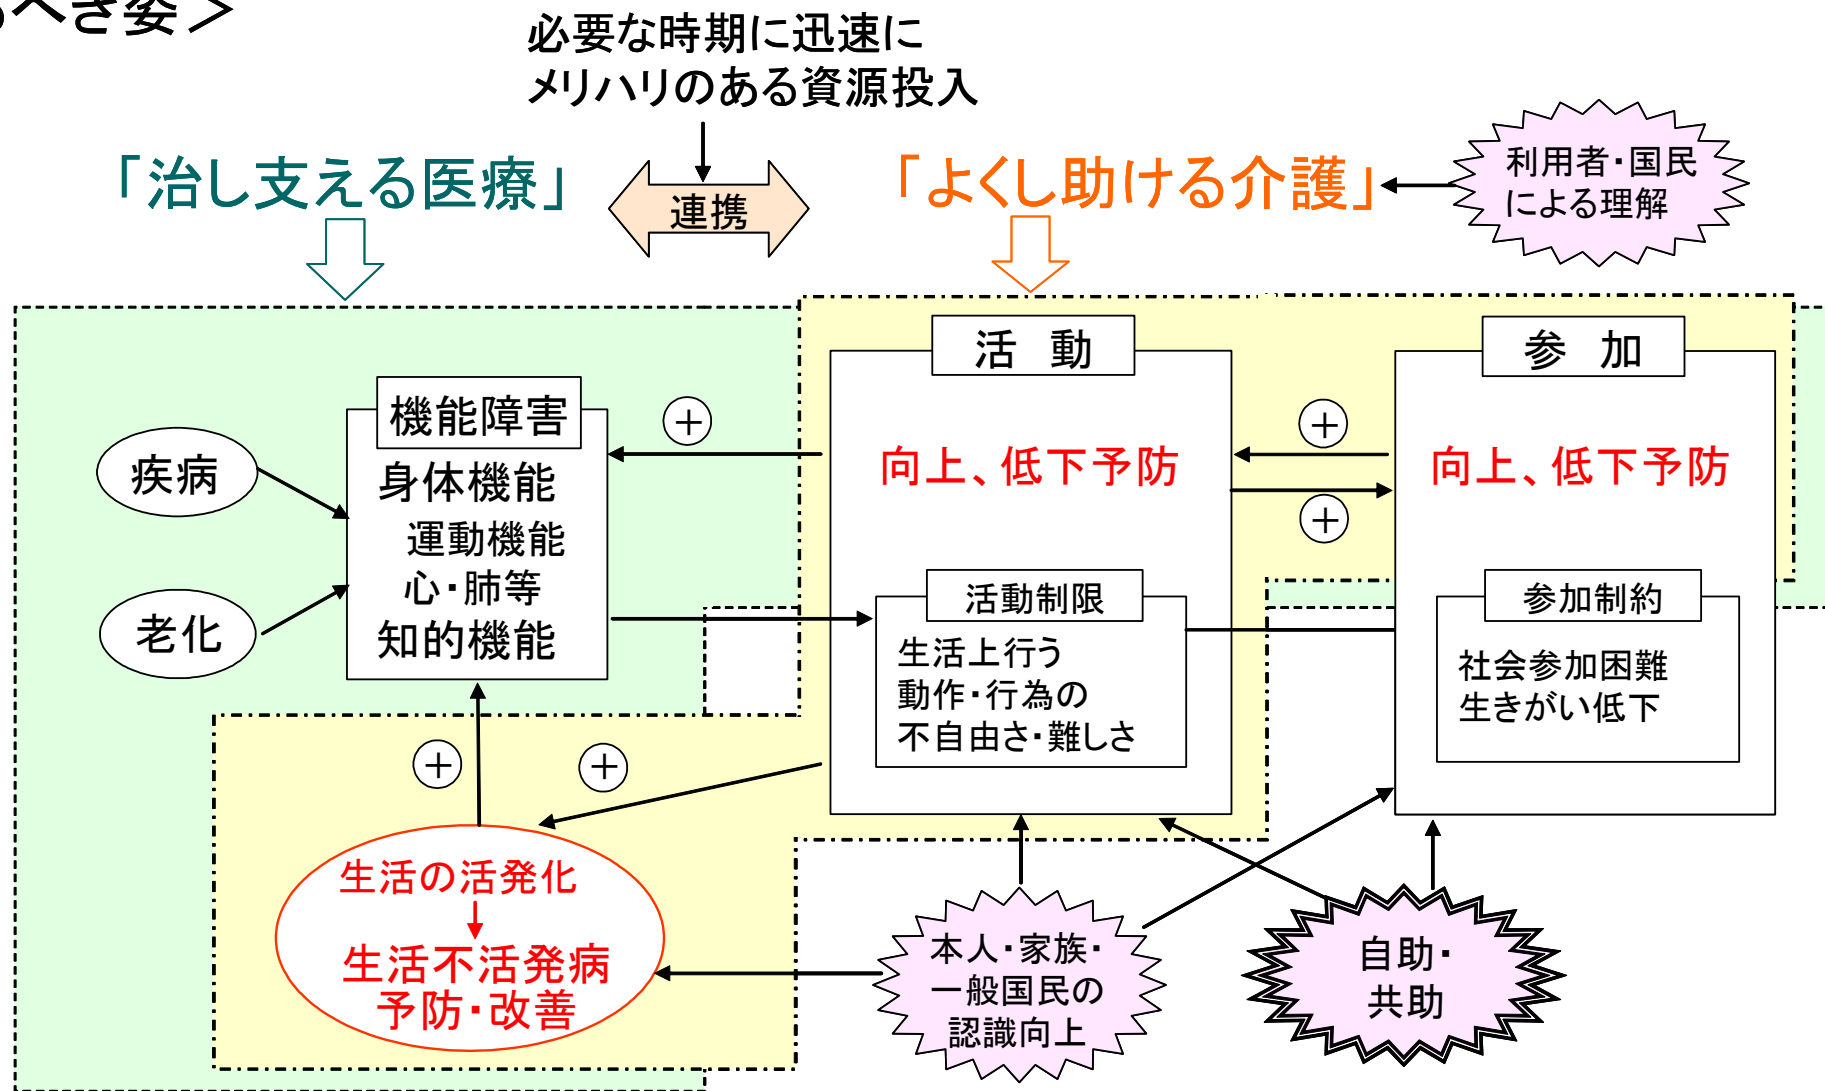 べき姿＞
必要な時期に迅速に
メリハリのある資源投入
「治し支える医療」
連携
「よくし助ける介護」
利用者・国民
による理解
機能障害
身体機能
運動機能
心・肺等
知的機能
疾病
老化
＋
活　動
向上、低下予防
活動制限
生活上行う
動作・行為の
不自由さ・難しさ
＋
＋
参　加
向上、低下予防
参加制約
社会参加困難
生きがい低下
＋
＋
生活の活発化
↓
生活不活発病
予防・改善
本人・家族・
一般国民の
認識向上
自助・
共助